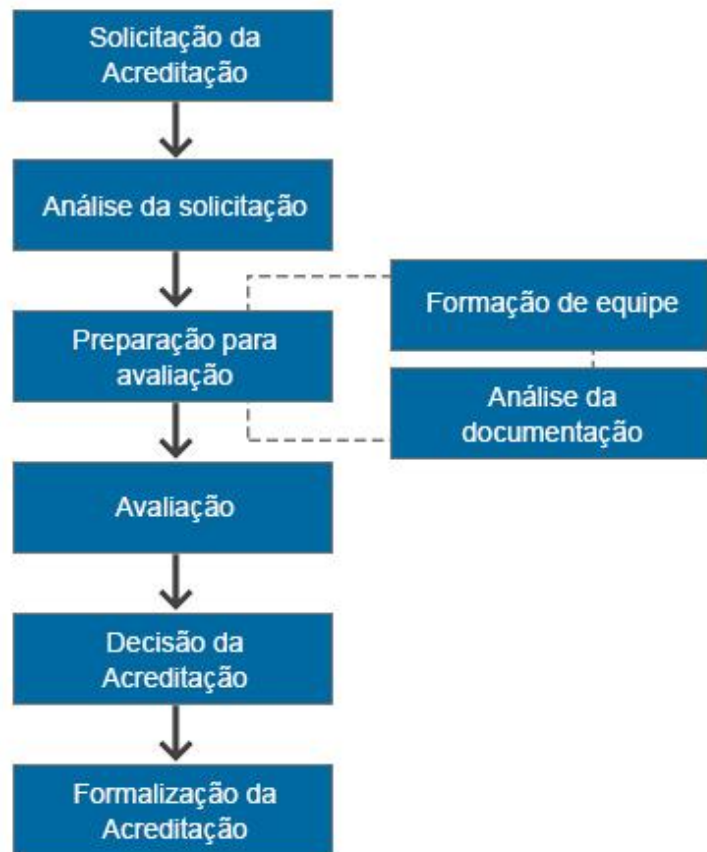 Solicitação da
Acreditação
Análise da solicitação
Preparação para
avaliação
Formação de equipe
Análise da
documentação
Avaliação
Decisão da
Acreditação
Formalização da
Acreditação